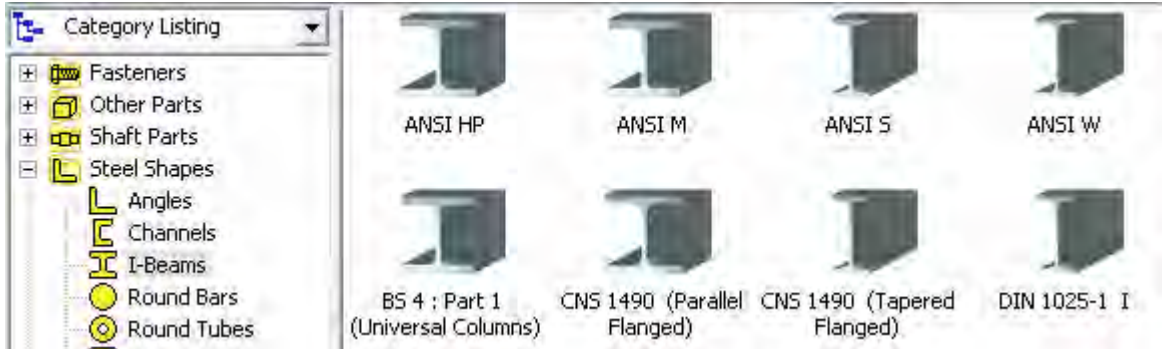 Category Listing
Fasteners
Other Parts
Shaft Parts
Steel Shapes
Angles
Channels
I-Beams
Round Bars
Round Tubes
ANSI HP
ANSI M
ANSI S
ANSI W
BS 4 : Part 1
(Universal Columns)
CNS 1490 (Parallel
Flanged)
CNS 1490 (Tapered
Flanged)
DIN 1025-1 I